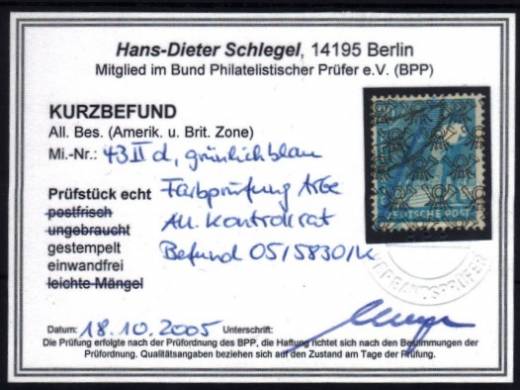 Hans-Dieter Schlegel, 14195 Berlin
Mitglied im Bund Philatelistischer Prüfer e.V. (BPP)
KURZBEFUND
All. Bes. (Amerik. u. Brit. Zone)
Mi.-Nr.: 43 II d, grünlichblau
Prüfstück echt Farbprüfung Arge
postfrisch
ungebraucht All. Kontrollrat
gestempelt Befund 05/5830/K
einwandfrei
leichte Mängel
DEUTSCHE POST
VERBANDSPRÜFER
Datum: 18.10.2005 Unterschrift:
Die Prüfung erfolgte nach der Prüfordnung des BPP, die Haftung richtet sich nach den Bestimmungen der
Prüfordnung. Qualitätsangaben beziehen sich auf den Zustand am Tage der Prüfung.